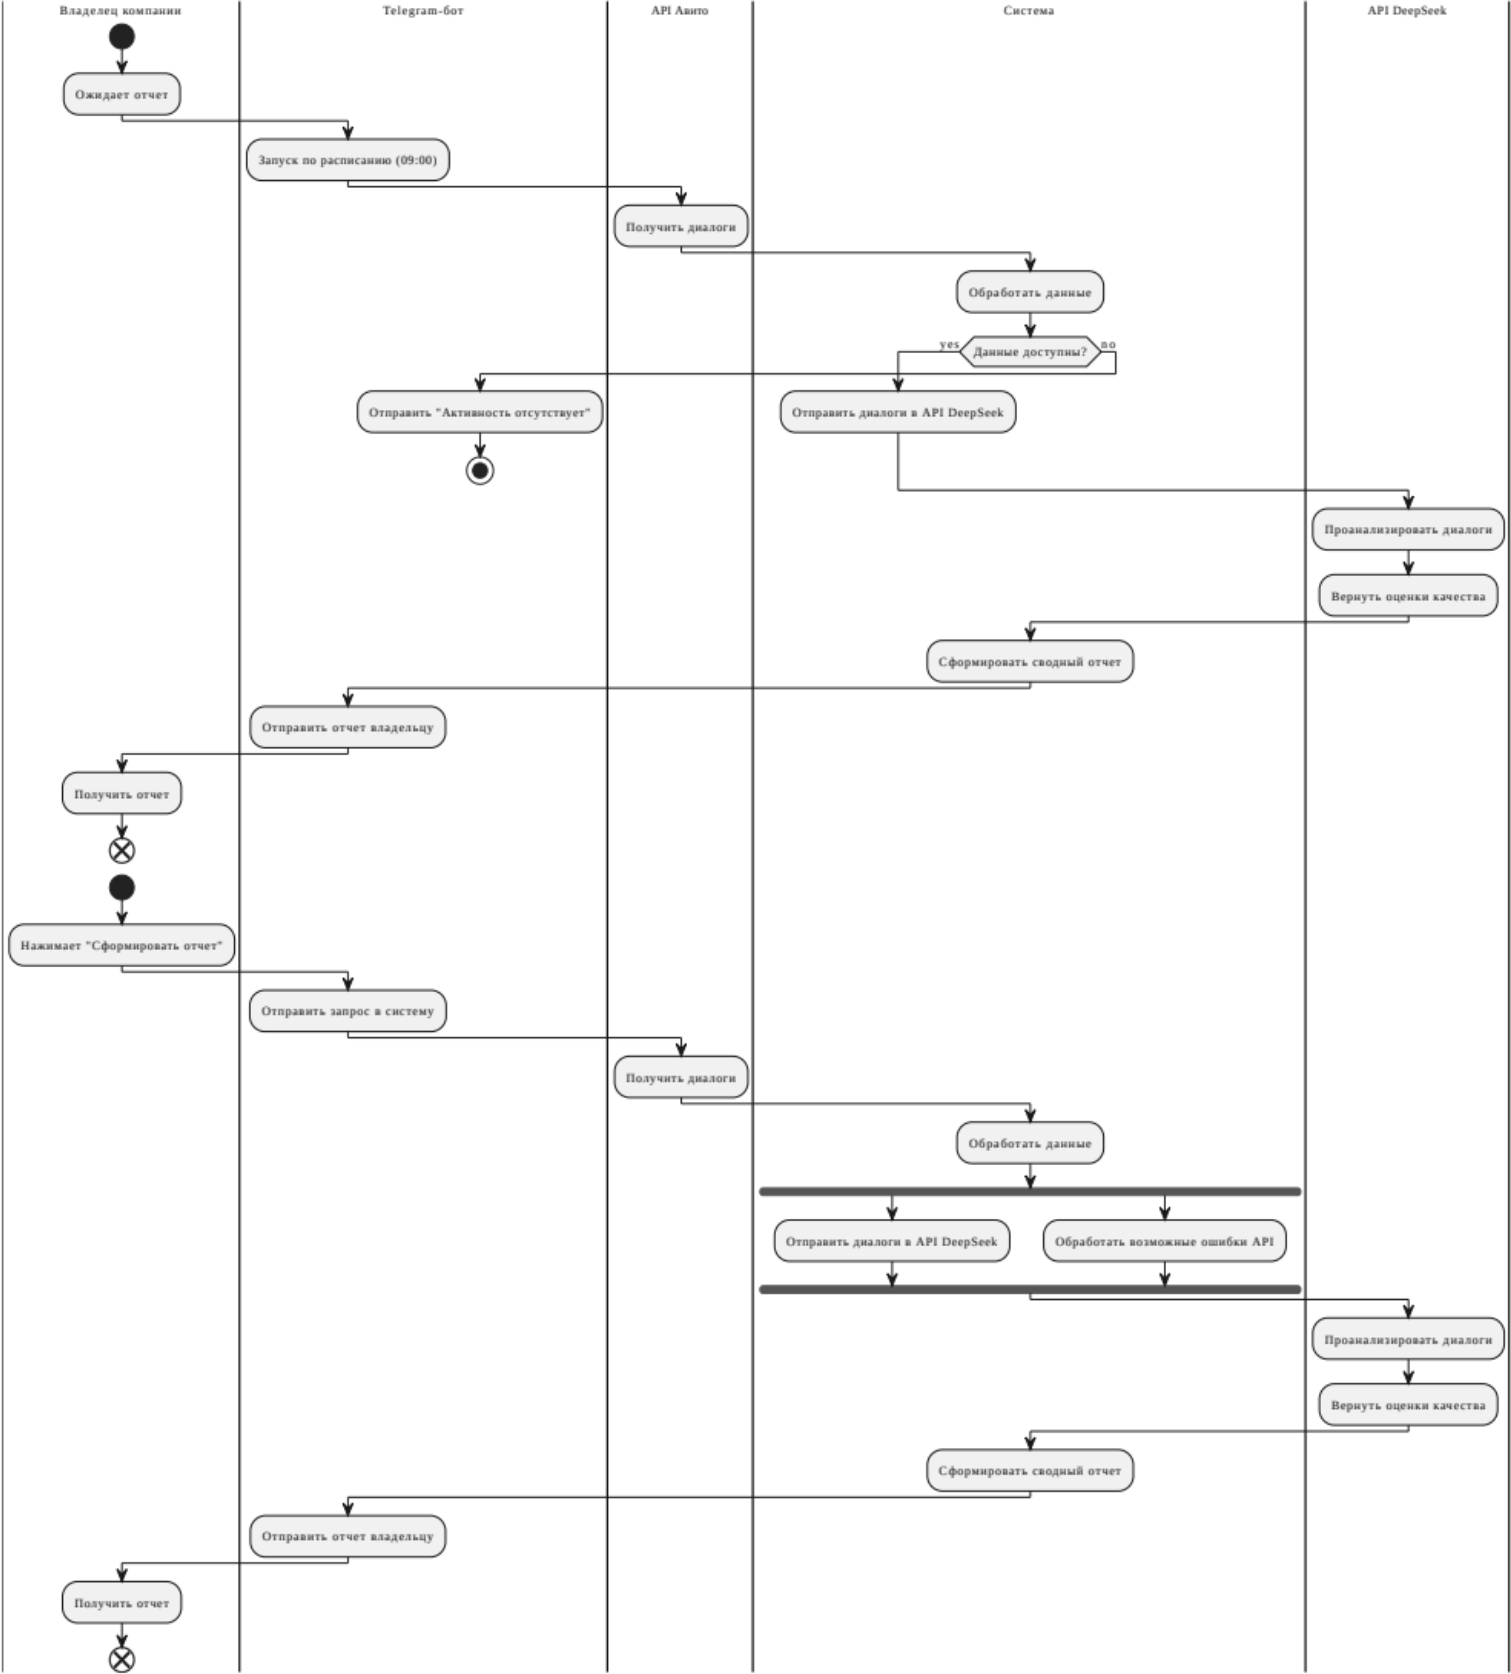 Владелец компании
Telegram-бот
API Авито
Система
API DeepSeek
Ожидает отчет
Запуск по расписанию (09:00)
Получить диалоги
Обработать данные
yes
Данные доступны?
no
Отправить "Активность отсутствует"
Отправить диалоги в API DeepSeek
Проанализировать диалоги
Вернуть оценки качества
Сформировать сводный отчет
Отправить отчет владельцу
Получить отчет
Нажимает "Сформировать отчет"
Отправить запрос в систему
Получить диалоги
Обработать данные
Отправить диалоги в API DeepSeek
Обработать возможные ошибки API
Проанализировать диалоги
Вернуть оценки качества
Сформировать сводный отчет
Отправить отчет владельцу
Получить отчет